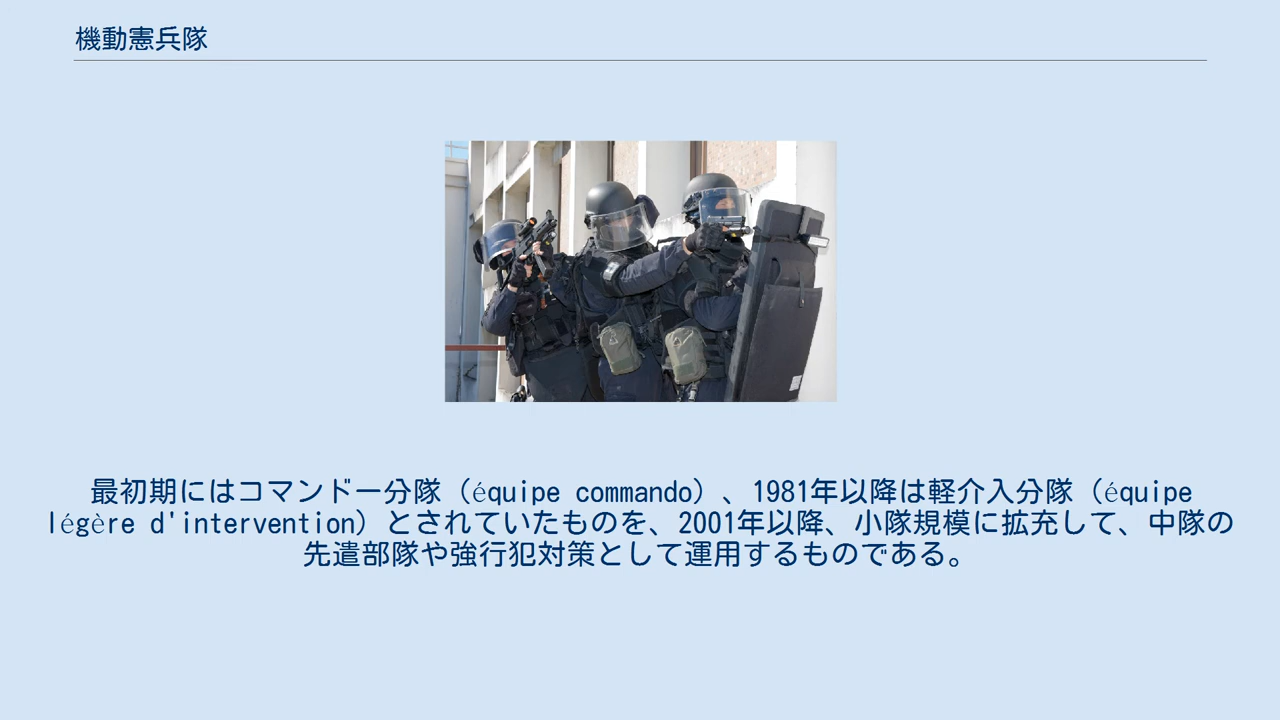 機動憲兵隊
最初期にはコマンドー分隊（équipe commando）、1981年以降は軽介入分隊（équipe
légère d'intervention）とされていたものを、2001年以降、小隊規模に拡充して、中隊の
先遣部隊や強行犯対策として運用するものである。